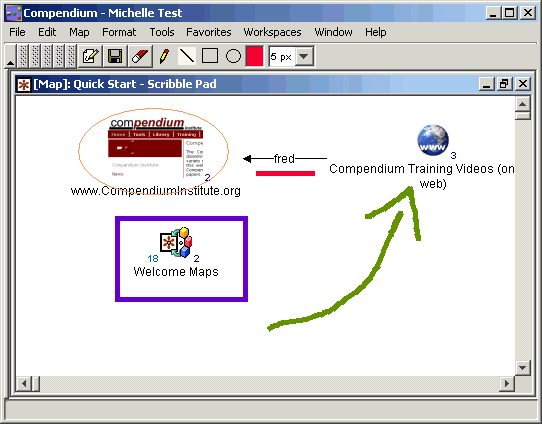 Compendium - Michelle Test
File Edit Map Format Tools Favorites Workspaces Window Help
5 px
[Map]: Quick Start - Scribble Pad
compendium
institute
Home Tools Library Training
Compendium Institute
News
2
www.CompendiumInstitute.org
fred
www
3
Compendium Training Videos (on
web)
18 2
Welcome Maps